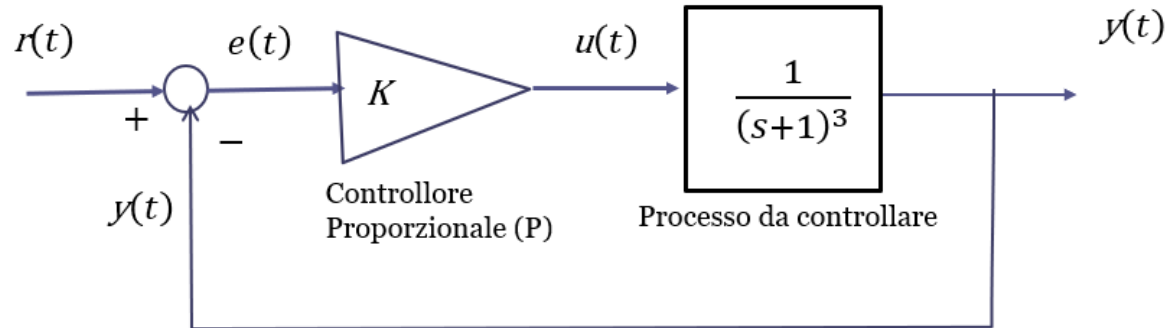 r(t)
e(t)
u(t)
y(t)
K
1
(s+1)³
+
−
y(t)
Controllore
Proporzionale (P)
Processo da controllare